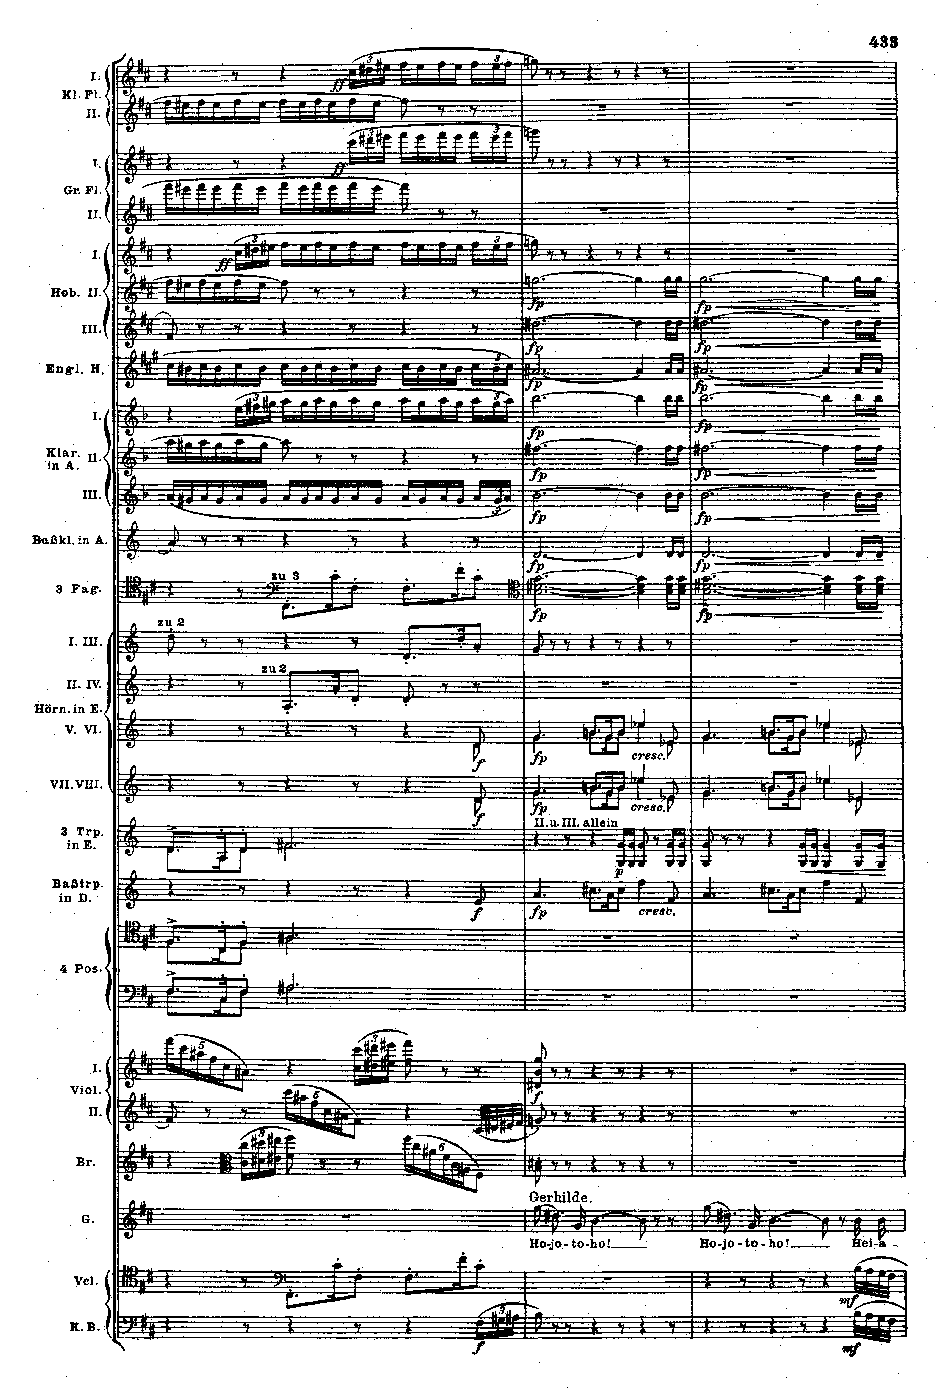 433
I.
Kl. Fl.
II.
ff
I.
ff
Gr. Fl.
II.
I.
ff
Hob. II.
fp fp
III.
fp fp
Engl. H.
fp fp
I.
fp fp
Klar. II.
in A.
fp fp
III.
fp fp
Baßkl. in A.
fp fp
zu 3
3 Fag.
fp fp
zu 2
I. III.
zu 2
II. IV.
Hörn. in E.
V. VI.
f fp cresc.
VII. VIII.
f fp cresc.
II. u. III. allein
3 Trp.
in E.
p
Baßtrp.
in D.
f fp cresc.
4 Pos.
I.
f
Viol.
II.
Br.
Gerhilde.
G.
Ho-jo-to-ho! Ho-jo-to-ho! Hei-a
Vcl.
mf
K. B.
f mf